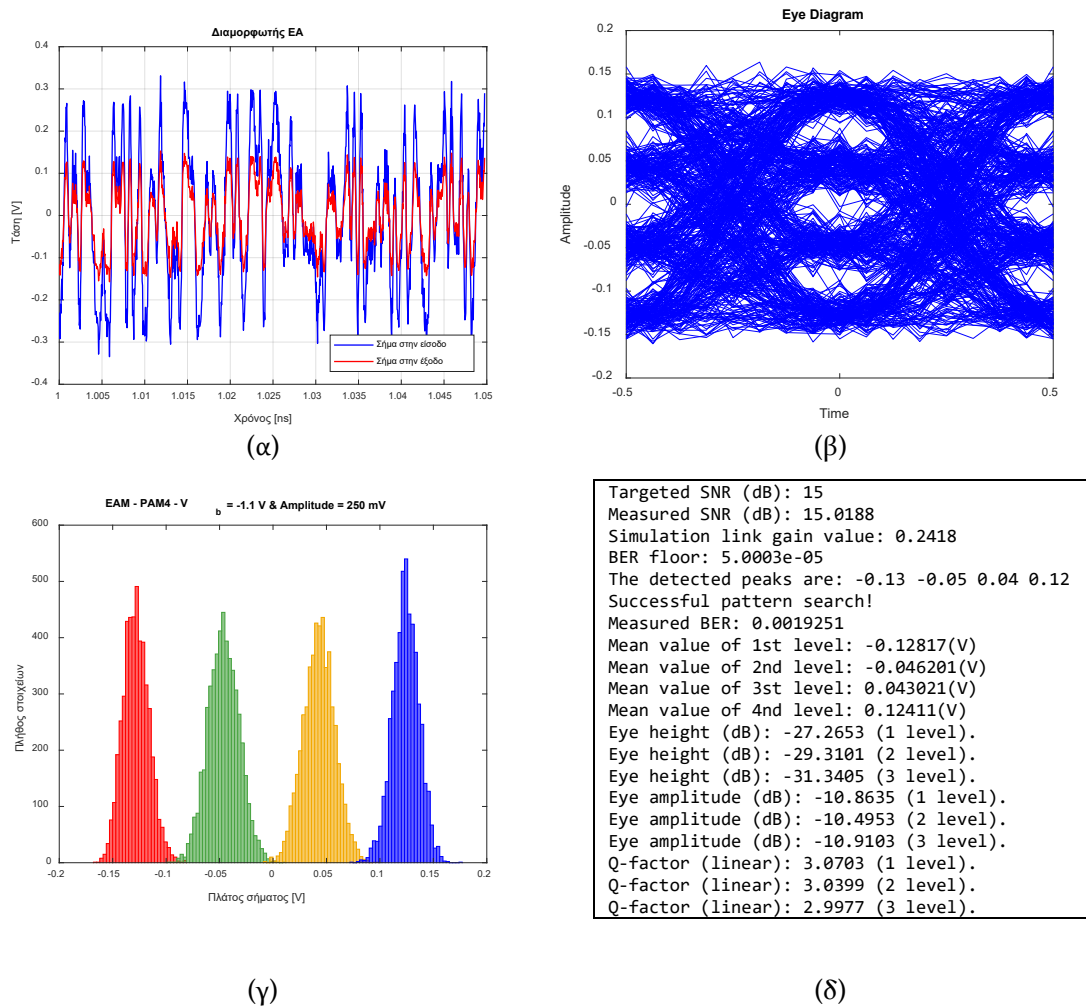 Διαμορφωτής ΕΑ
0.4
0.3
0.2
0.1
0
-0.1
-0.2
-0.3
-0.4
Τάση [V]
Σήμα στην είσοδο
Σήμα στην έξοδο
1 1.005 1.01 1.015 1.02 1.025 1.03 1.035 1.04 1.045 1.05
Χρόνος [ns]
(α)
Eye Diagram
0.2
0.15
0.1
0.05
0
-0.05
-0.1
-0.15
-0.2
Amplitude
-0.5 0 0.5
Time
(β)
EAM - PAM4 - V b = -1.1 V & Amplitude = 250 mV
600
500
400
300
200
100
0
Πλήθος στοιχείων
-0.2 -0.15 -0.1 -0.05 0 0.05 0.1 0.15 0.2
Πλάτος σήματος [V]
(γ)
Targeted SNR (dB): 15
Measured SNR (dB): 15.0188
Simulation link gain value: 0.2418
BER floor: 5.0003e-05
The detected peaks are: -0.13 -0.05 0.04 0.12
Successful pattern search!
Measured BER: 0.0019251
Mean value of 1st level: -0.12817(V)
Mean value of 2nd level: -0.046201(V)
Mean value of 3st level: 0.043021(V)
Mean value of 4nd level: 0.12411(V)
Eye height (dB): -27.2653 (1 level).
Eye height (dB): -29.3101 (2 level).
Eye height (dB): -31.3405 (3 level).
Eye amplitude (dB): -10.8635 (1 level).
Eye amplitude (dB): -10.4953 (2 level).
Eye amplitude (dB): -10.9103 (3 level).
Q-factor (linear): 3.0703 (1 level).
Q-factor (linear): 3.0399 (2 level).
Q-factor (linear): 2.9977 (3 level).
(δ)